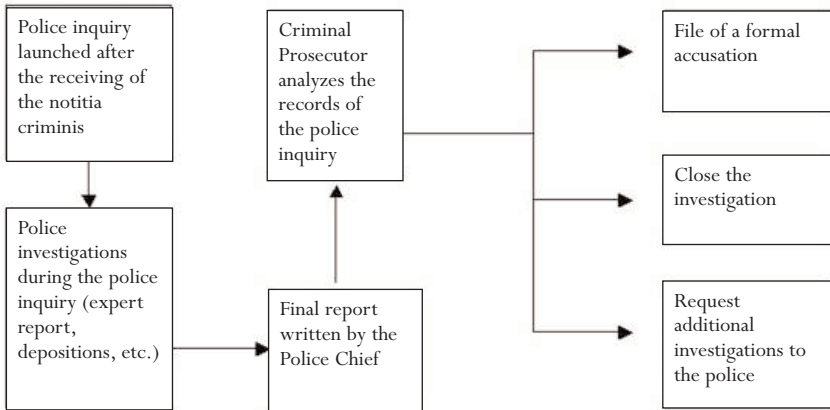 Police inquiry
launched after
the receiving of
the notitia
criminis
Police
investigations
during the police
inquiry (expert
report,
depositions, etc.)
Final report
written by the
Police Chief
Criminal
Prosecutor
analyzes the
records of the
police
inquiry
File of a formal
accusation
Close the
investigation
Request
additional
investigations to
the police